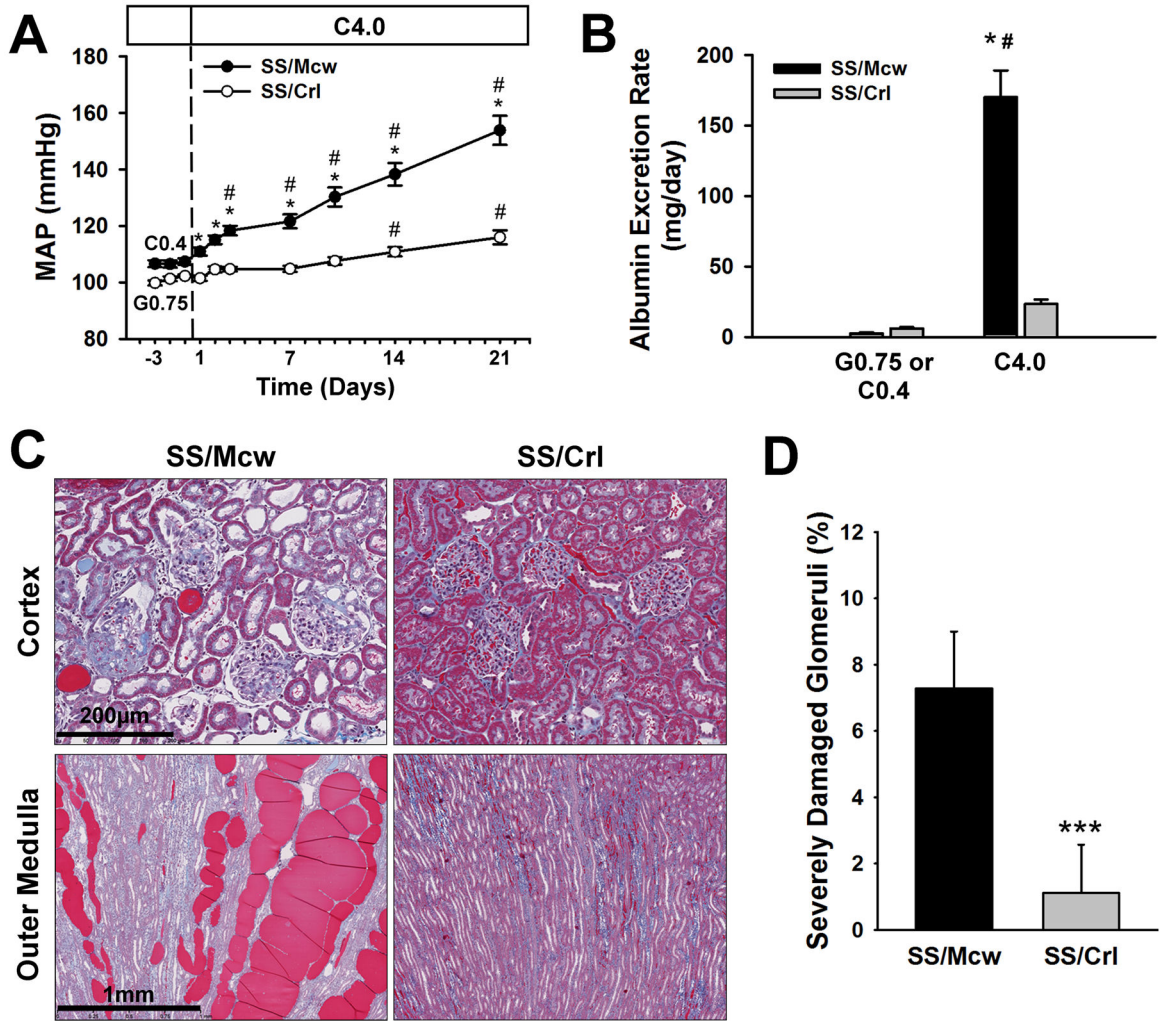 A
C4.0
180
160
140
120
100
80
MAP (mmHg)
SS/Mcw
SS/Crl
C0.4
G0.75
* * # * # * # * # * # *
# #
-3 1 7 14 21
Time (Days)
B
Albumin Excretion Rate
(mg/day)
200
150
100
50
0
SS/Mcw
SS/Crl
* #
G0.75 or
C0.4
C4.0
C
SS/Mcw SS/Crl
Cortex
200µm
Outer Medulla
1mm
D
Severely Damaged Glomeruli (%)
12
10
8
6
4
2
0
***
SS/Mcw SS/Crl